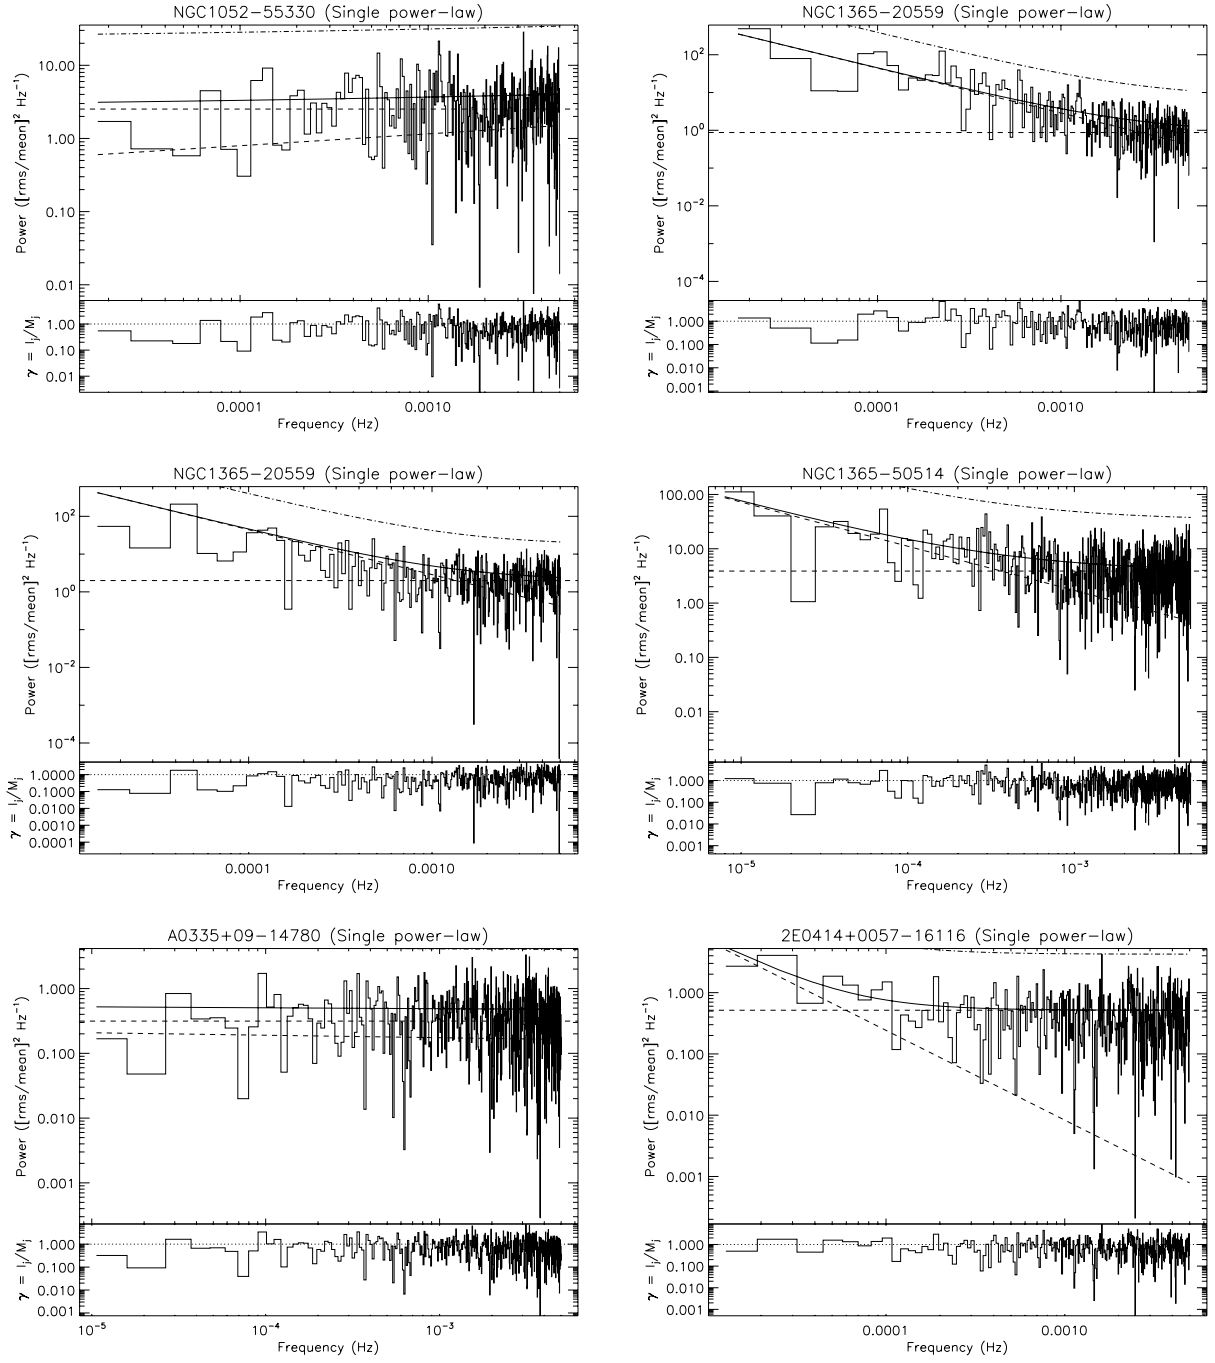 NGC1052−55330 (Single power−law)
Power ([rms/mean]² Hz⁻¹)
10.00
1.00
0.10
0.01
γ = Iⱼ/Mⱼ
1.00
0.10
0.01
0.0001
0.0010
Frequency (Hz)
NGC1365−20559 (Single power−law)
Power ([rms/mean]² Hz⁻¹)
10²
10⁰
10⁻²
10⁻⁴
γ = Iⱼ/Mⱼ
1.000
0.100
0.010
0.001
0.0001
0.0010
Frequency (Hz)
NGC1365−20559 (Single power−law)
Power ([rms/mean]² Hz⁻¹)
10²
10⁰
10⁻²
10⁻⁴
γ = Iⱼ/Mⱼ
1.0000
0.1000
0.0100
0.0010
0.0001
0.0001
0.0010
Frequency (Hz)
NGC1365−50514 (Single power−law)
Power ([rms/mean]² Hz⁻¹)
100.00
10.00
1.00
0.10
0.01
γ = Iⱼ/Mⱼ
1.000
0.100
0.010
0.001
10⁻⁵
10⁻⁴
10⁻³
Frequency (Hz)
A0335+09−14780 (Single power−law)
Power ([rms/mean]² Hz⁻¹)
1.000
0.100
0.010
0.001
γ = Iⱼ/Mⱼ
1.000
0.100
0.010
0.001
10⁻⁵
10⁻⁴
10⁻³
Frequency (Hz)
2E0414+0057−16116 (Single power−law)
Power ([rms/mean]² Hz⁻¹)
1.000
0.100
0.010
0.001
γ = Iⱼ/Mⱼ
1.000
0.100
0.010
0.001
0.0001
0.0010
Frequency (Hz)